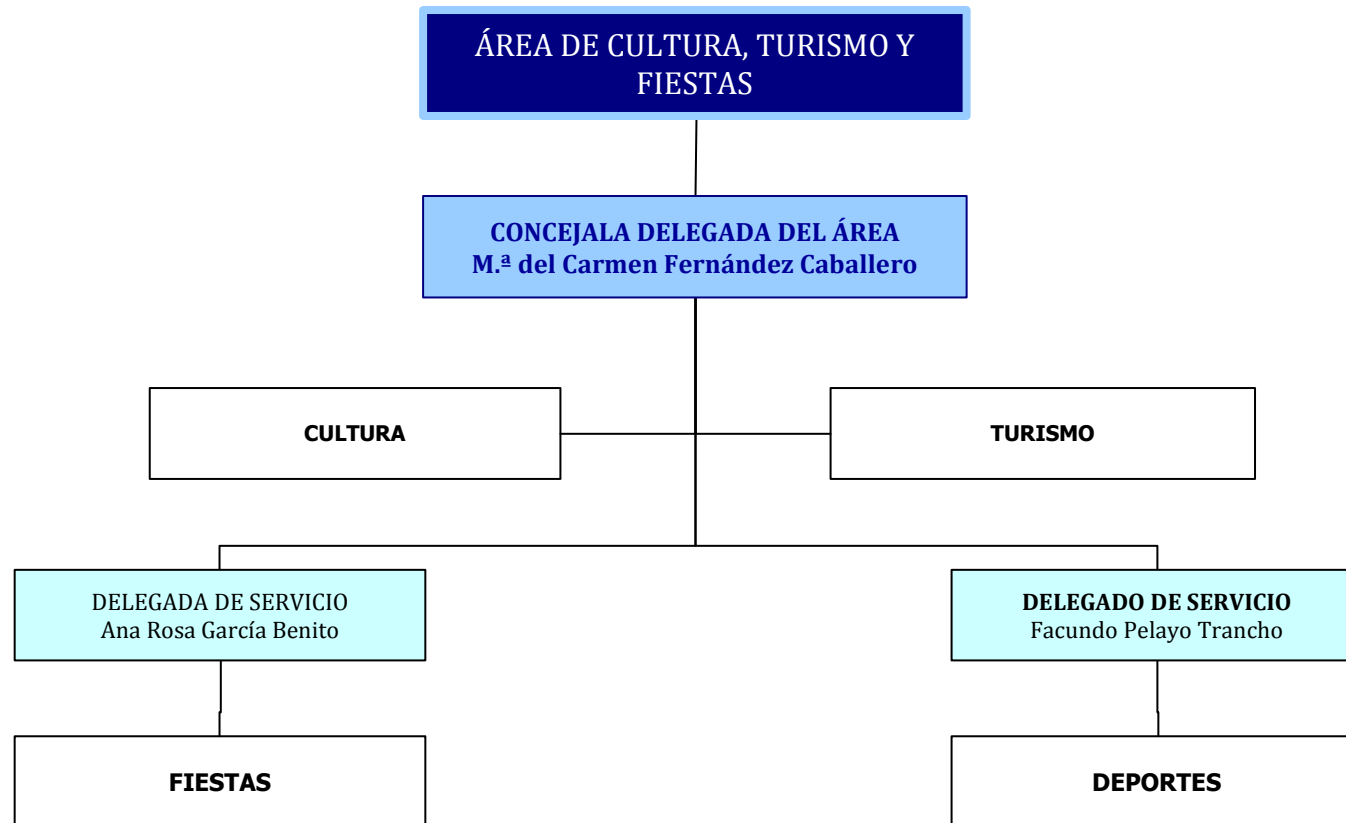 ÁREA DE CULTURA, TURISMO Y
FIESTAS
CONCEJALA DELEGADA DEL ÁREA
M.ª del Carmen Fernández Caballero
CULTURA
TURISMO
DELEGADA DE SERVICIO
Ana Rosa García Benito
DELEGADO DE SERVICIO
Facundo Pelayo Trancho
FIESTAS
DEPORTES